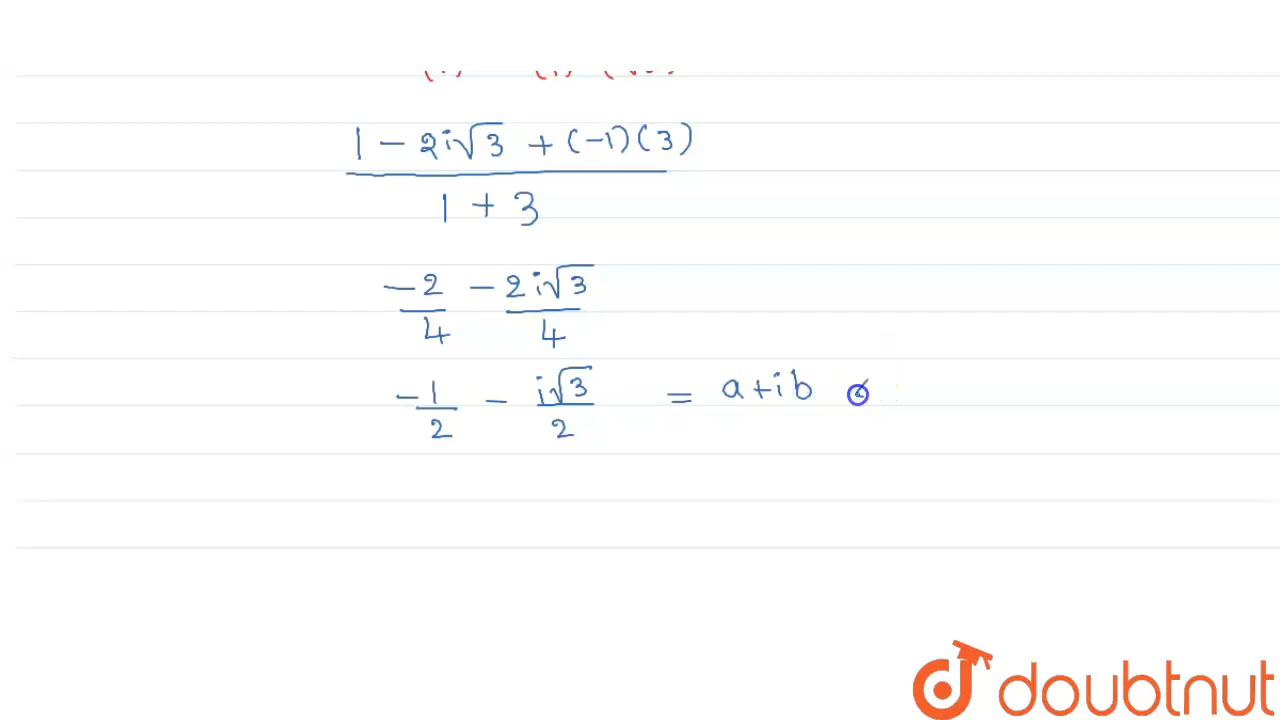 1 - 2i√3 + (-1)(3)
1 + 3
-2 - 2i√3
4 4
-1 - i√3 = a+ib
2 2
doubtnut